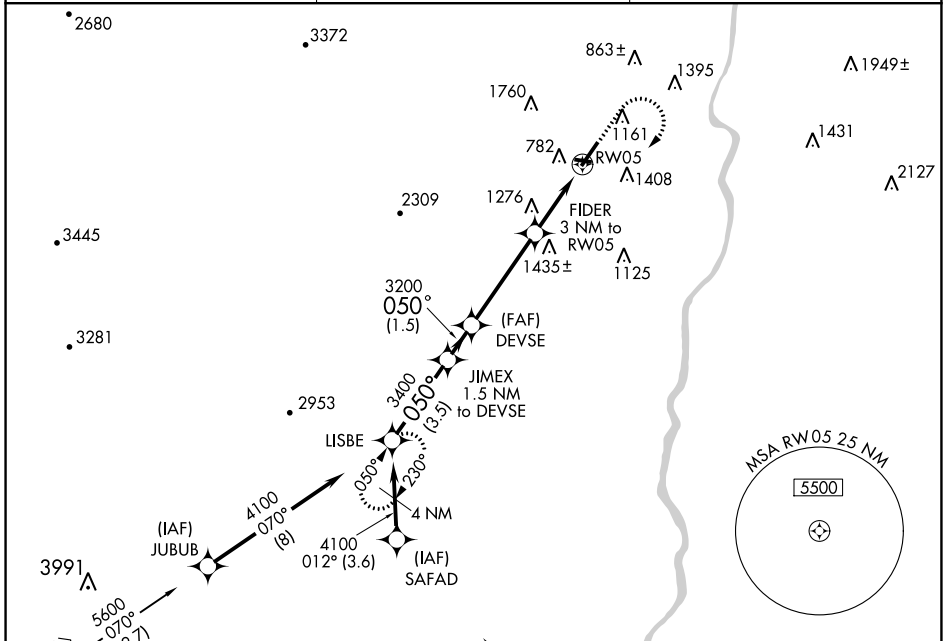 2680
3372
863±
1395
1949±
1760
1161
1431
782
RW05
1408
2127
2309
1276
FIDER
3 NM to
RW05
3445
1435±
1125
3200
050°
(1.5)
(FAF)
DEVSE
3281
JIMEX
1.5 NM
to DEVSE
3400
050°
(3.5)
2953
LISBE
050°
230°
MSA RW05 25 NM
5500
4 NM
4100
070°
(8)
(IAF)
JUBUB
4100
012° (3.6)
(IAF)
SAFAD
3991
5600
070°